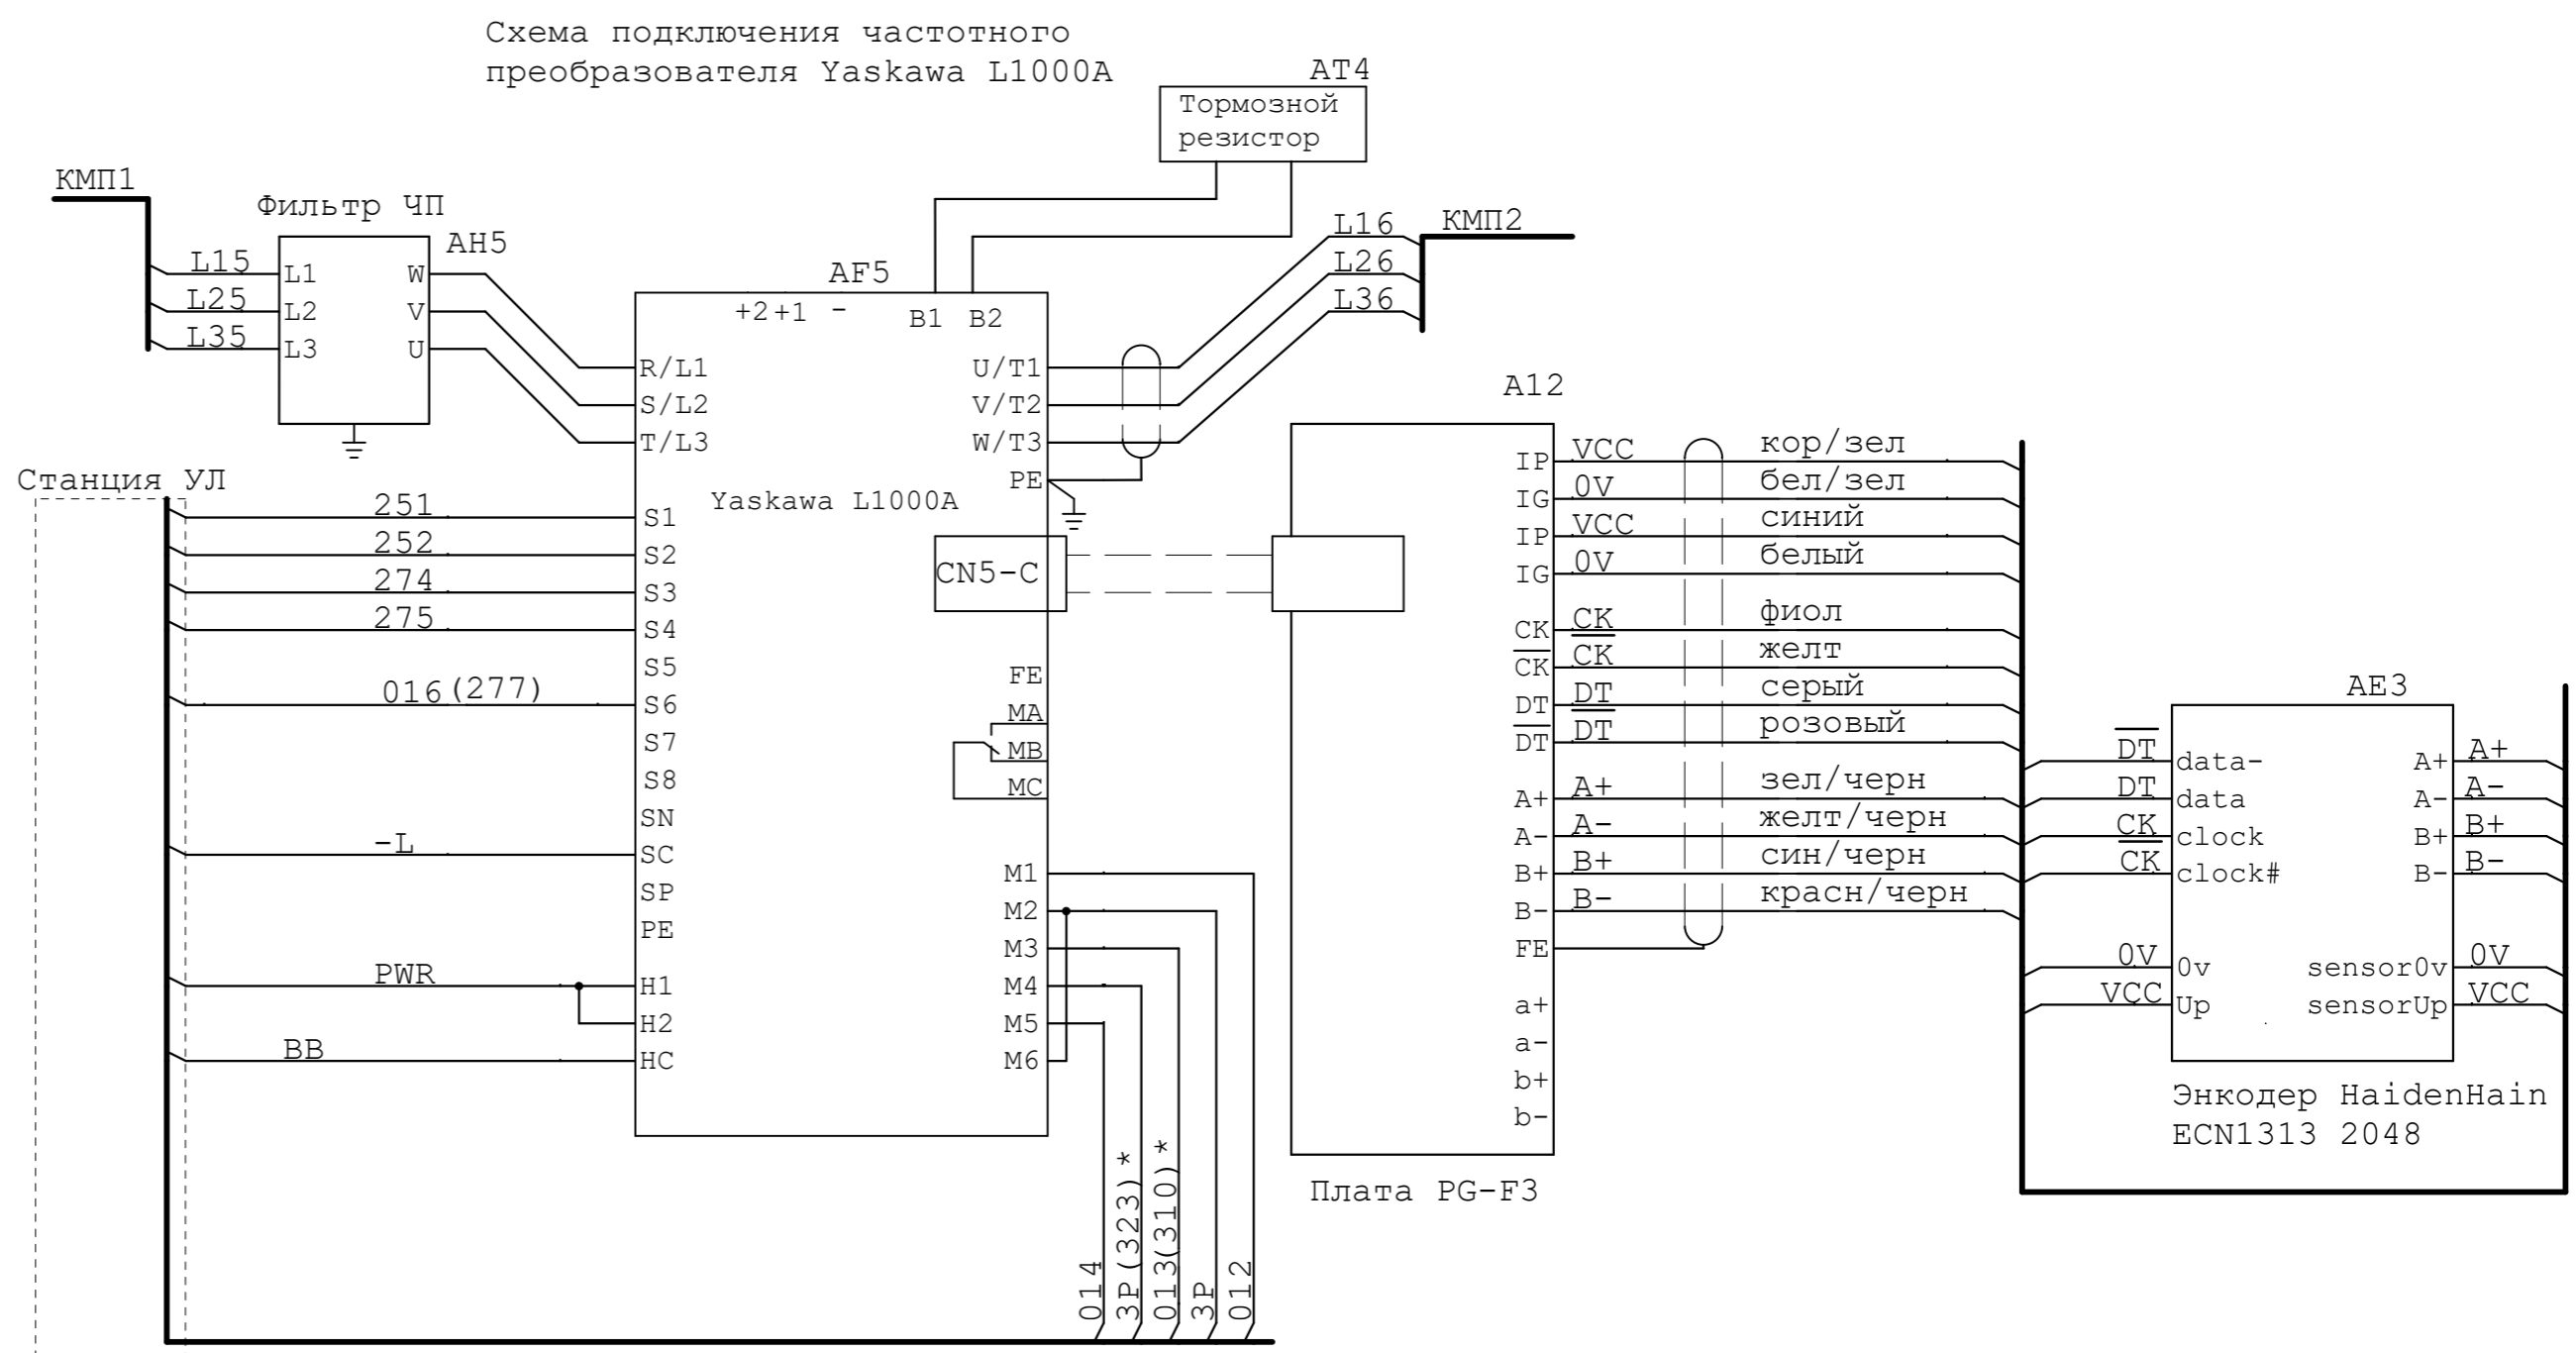 Схема подключения частотного
преобразователя Yaskawa L1000A
AT4
Тормозной
резистор
КМП1
Фильтр ЧП
AH5
L15
L25
L35
L1
L2
L3
W
V
U
AF5
+2 +1 -
B1 B2
R/L1
S/L2
T/L3
U/T1
V/T2
W/T3
PE
L16
L26
L36
КМП2
Yaskawa L1000A
CN5-C
Станция УЛ
251
252
274
275
016(277)
-L
PWR
BB
S1
S2
S3
S4
S5
S6
S7
S8
SN
SC
SP
PE
H1
H2
HC
FE
MA
MB
MC
M1
M2
M3
M4
M5
M6
014
3P(323)*
013(310)*
3P
012
A12
IP VCC кор/зел
IG 0V бел/зел
IP VCC синий
IG 0V белый
CK CK фиол
C̅K̅ C̅K̅ желт
DT DT серый
D̅T̅ D̅T̅ розовый
A+ A+ зел/черн
A- A- желт/черн
B+ B+ син/черн
B- B- красн/черн
FE
a+
a-
b+
b-
Плата PG-F3
AE3
D̅T̅ data- A+ A+
DT data A- A-
CK clock B+ B+
C̅K̅ clock# B- B-
0V 0v sensor0v 0V
VCC Up sensorUp VCC
Энкодер HaidenHain
ECN1313 2048